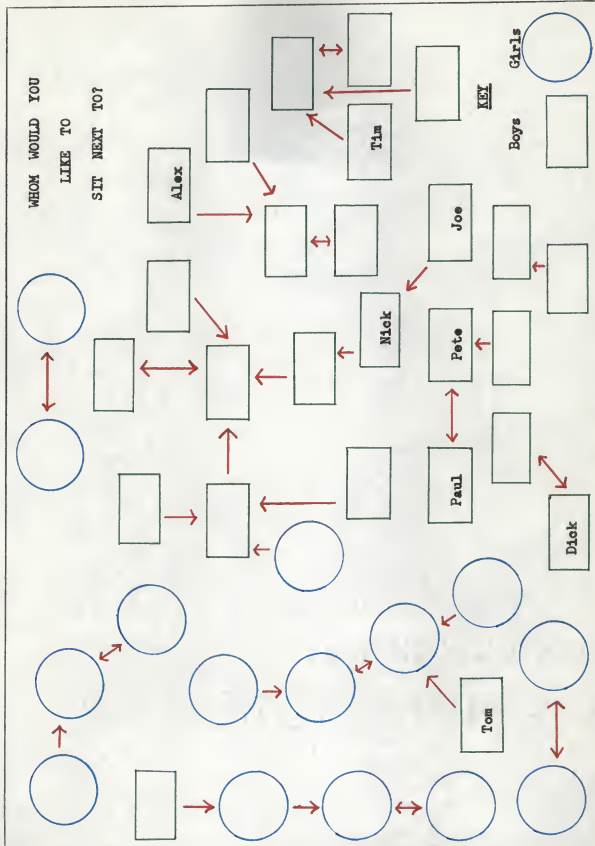 WHOM WOULD YOU
LIKE TO
SIT NEXT TO?
Alex
Tim
Nick
Paul
Pete
Joe
Tom
KEY
Boys
Girls
Dick